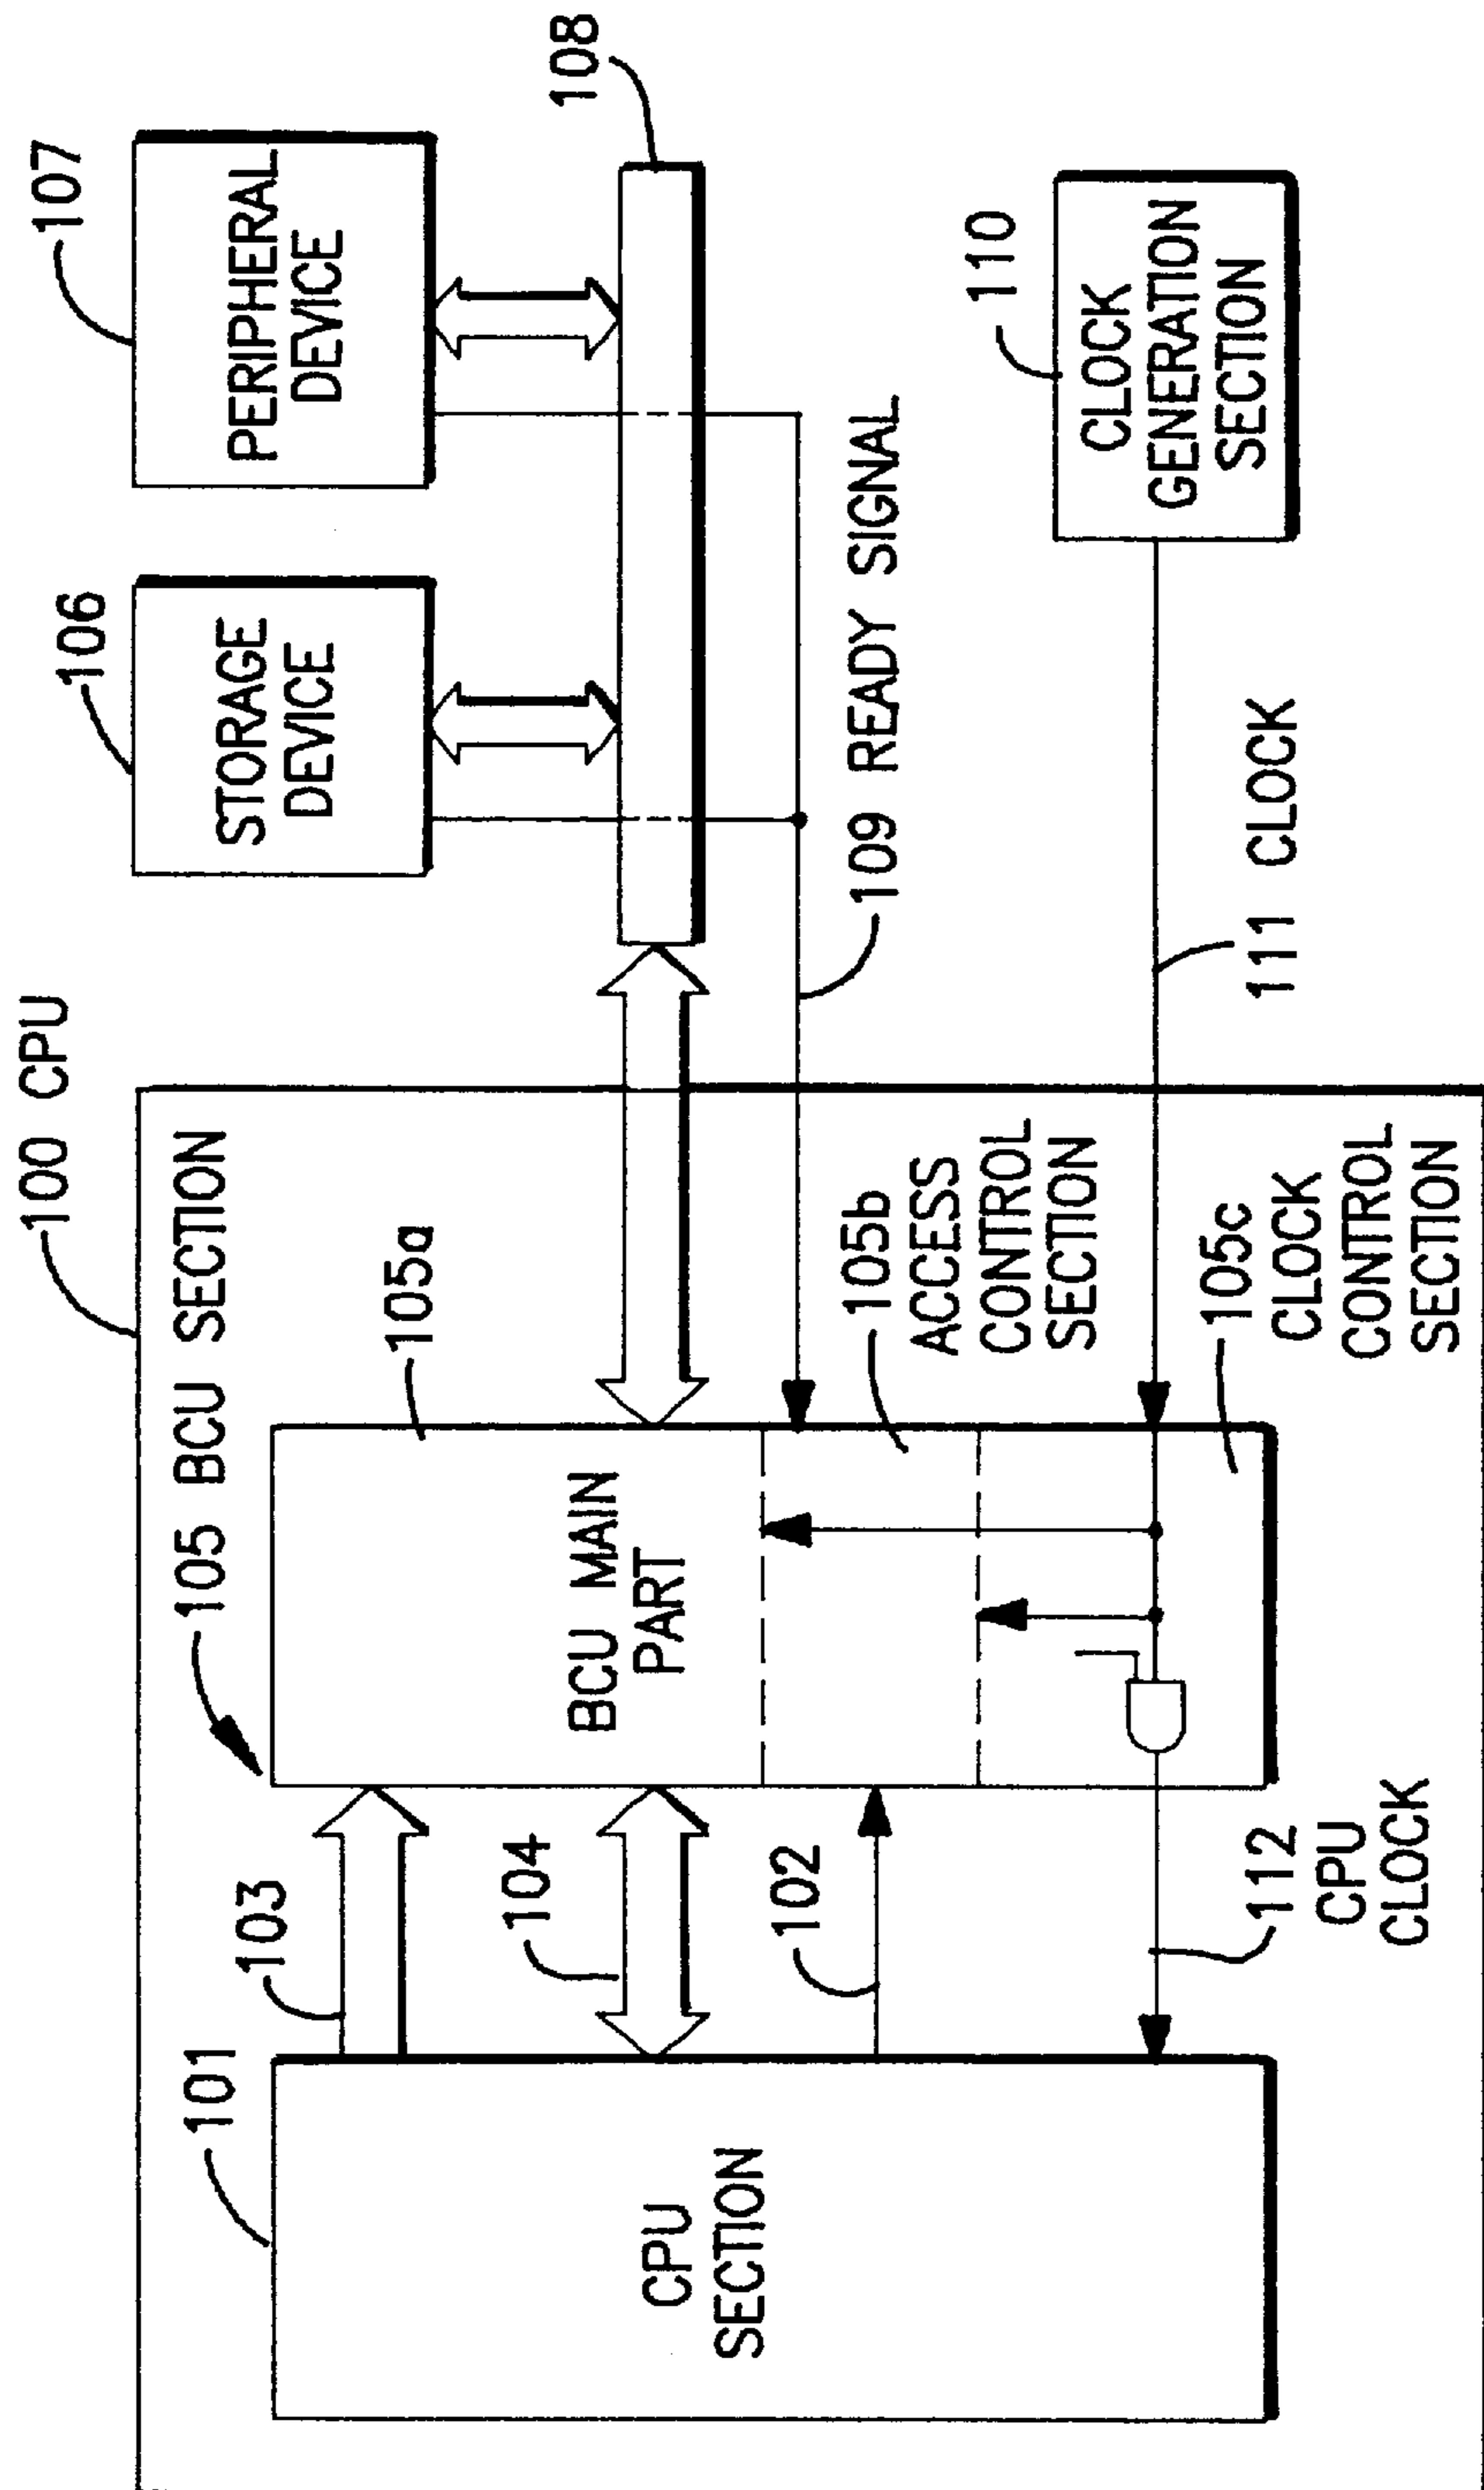 100 CPU
101
CPU
SECTION
103
104
102
112
CPU
CLOCK
105 BCU SECTION
105a
BCU MAIN
PART
105b
ACCESS
CONTROL
SECTION
105c
CLOCK
CONTROL
SECTION
106
STORAGE
DEVICE
107
PERIPHERAL
DEVICE
108
109 READY SIGNAL
110
CLOCK
GENERATION
SECTION
111 CLOCK